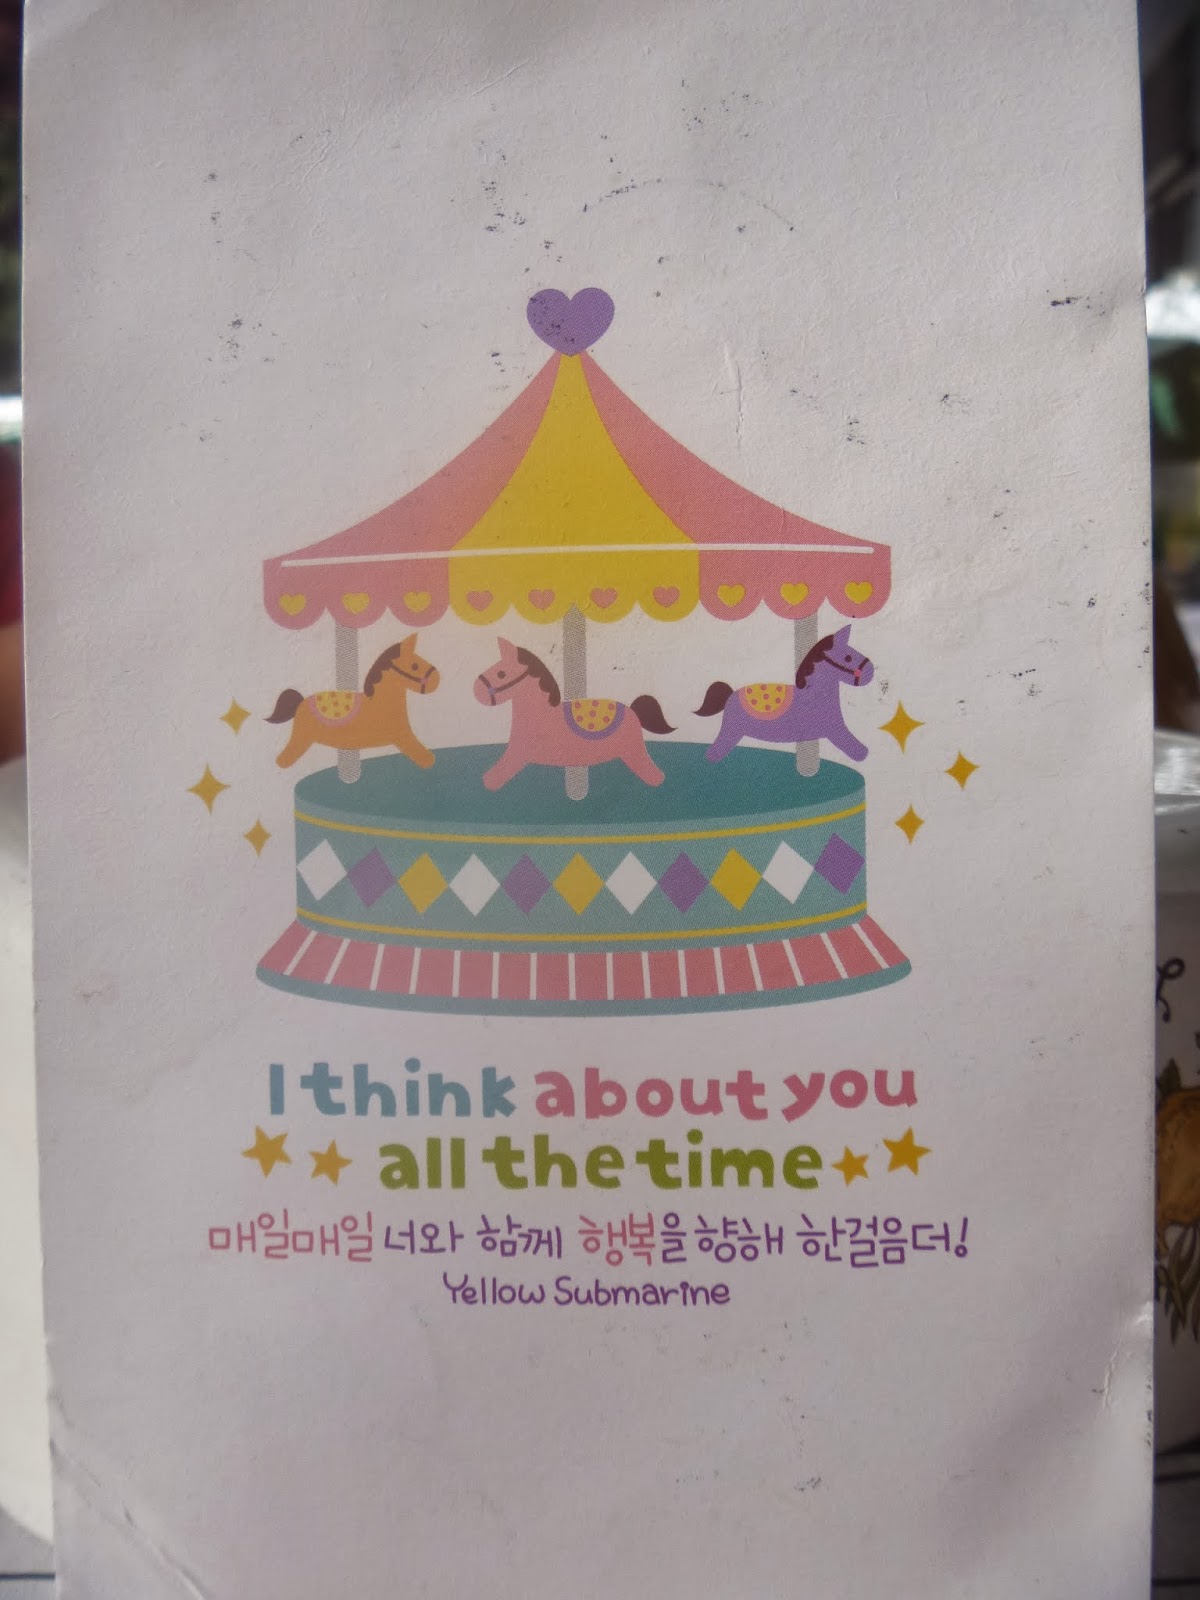 I think about you
all the time
매일매일 너와 함께 행복을 향해 한걸음더!
Yellow Submarine